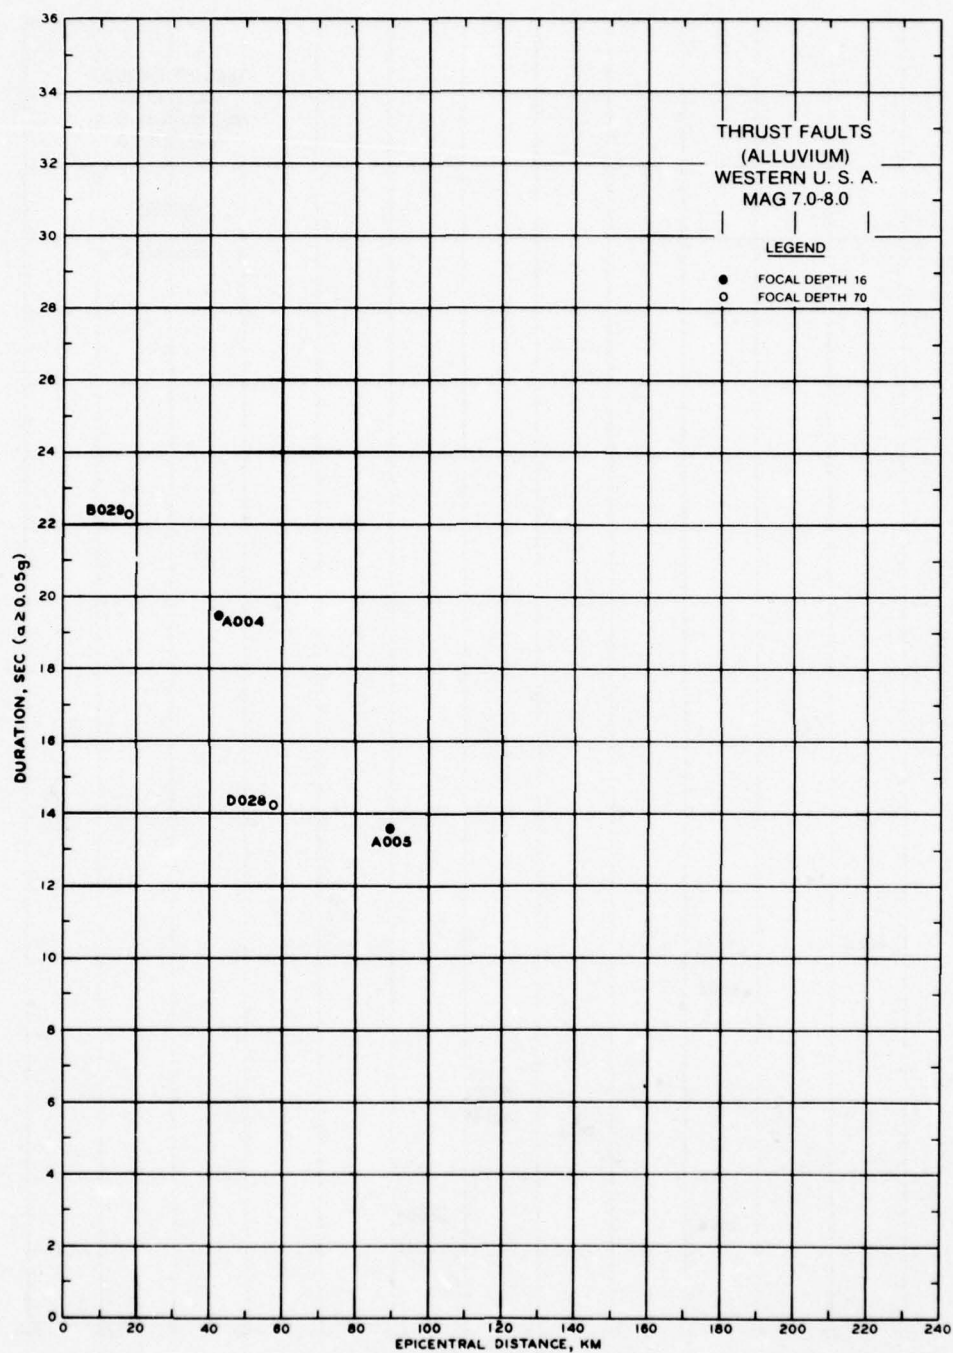 36
34
32
30
28
26
24
22
20
18
16
14
12
10
8
6
4
2
0
DURATION, SEC (a ≥ 0.05g)
THRUST FAULTS
(ALLUVIUM)
WESTERN U. S. A.
MAG 7.0-8.0
LEGEND
● FOCAL DEPTH 16
○ FOCAL DEPTH 70
B029
A004
D028
A005
0 20 40 60 80 100 120 140 160 180 200 220 240
EPICENTRAL DISTANCE, KM